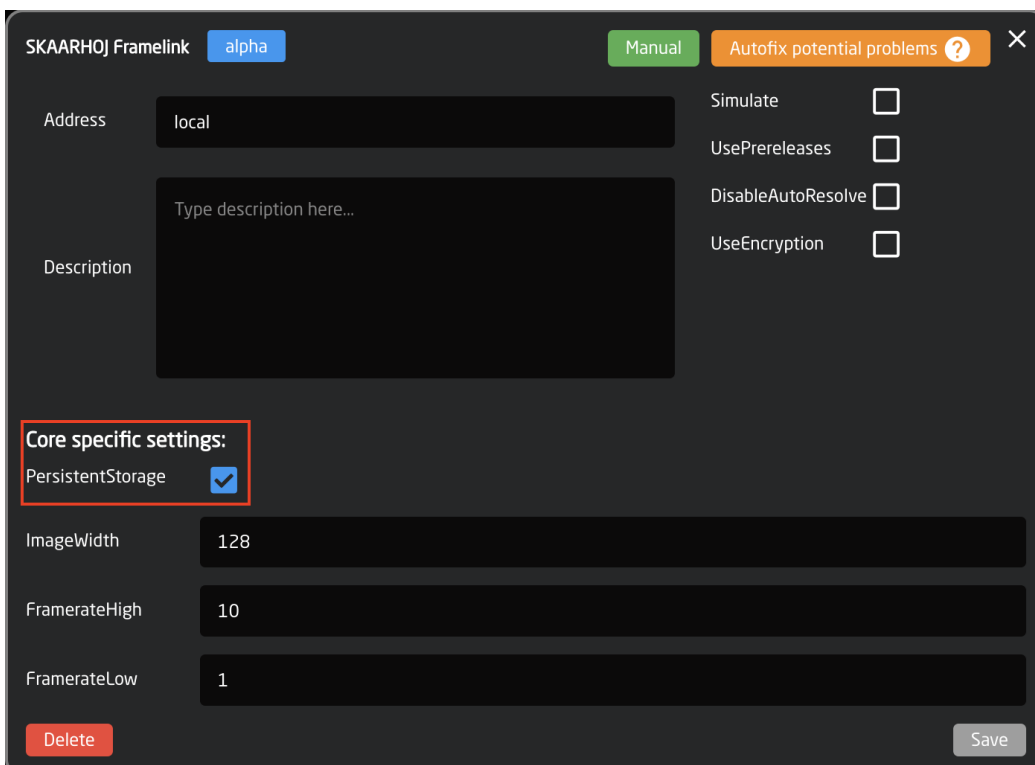 SKAARHOJ Framelink alpha Manual Autofix potential problems ?
Address local
Description Type description here...
Simulate
UsePrereleases
DisableAutoResolve
UseEncryption
Core specific settings:
PersistentStorage
ImageWidth 128
FramerateHigh 10
FramerateLow 1
Delete Save